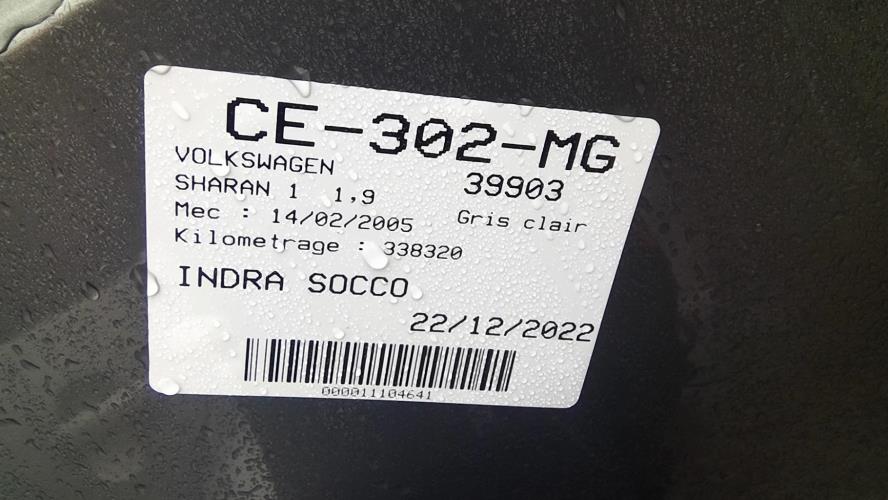 CE-302-MG
VOLKSWAGEN
39903
SHARAN 1 1,9
Gris clair
Mec : 14/02/2005
Kilometrage : 338320
INDRA SOCCO
22/12/2022
000011104641